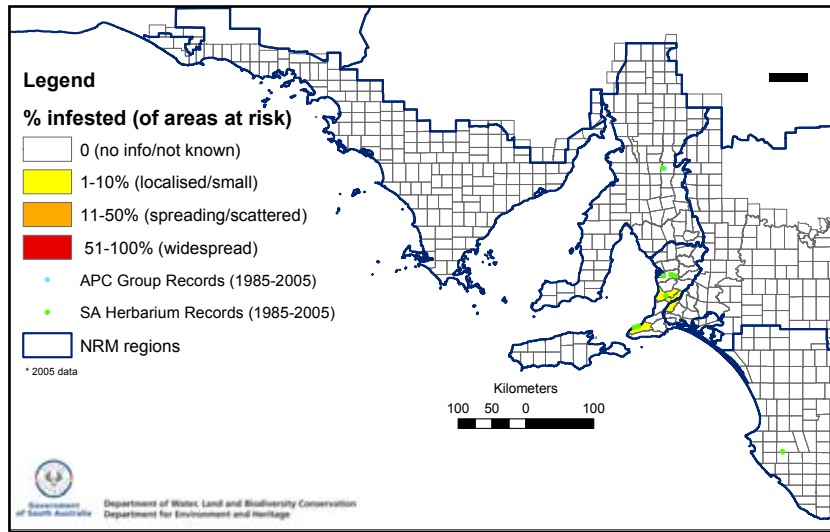 Legend
% infested (of areas at risk)
0 (no info/not known)
1-10% (localised/small)
11-50% (spreading/scattered)
51-100% (widespread)
APC Group Records (1985-2005)
SA Herbarium Records (1985-2005)
NRM regions
* 2005 data
Kilometers
100 50 0 100
Government
of South Australia
Department of Water, Land and Biodiversity Conservation
Department for Environment and Heritage